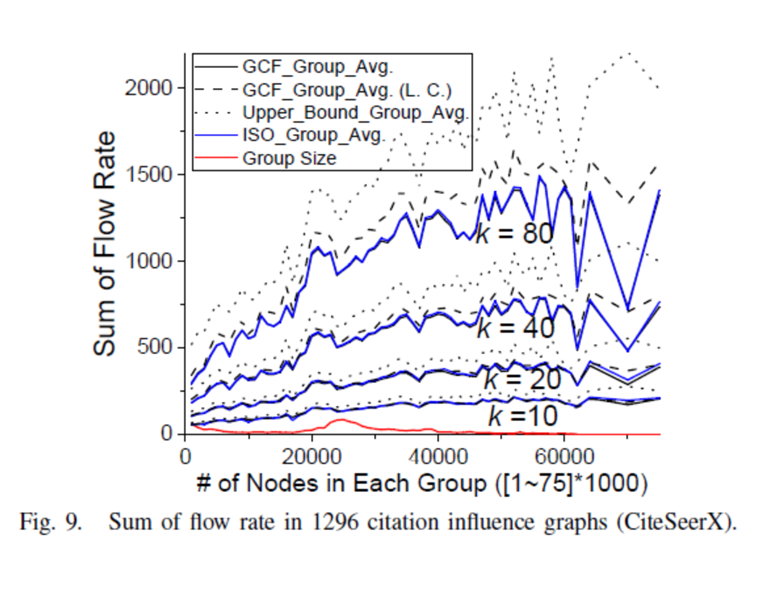 GCF_Group_Avg.
GCF_Group_Avg. (L. C.)
Upper_Bound_Group_Avg.
ISO_Group_Avg.
Group Size
Sum of Flow Rate
2000
1500
1000
500
0
k = 80
k = 40
k = 20
k =10
0 20000 40000 60000
# of Nodes in Each Group ([1~75]*1000)
Fig. 9. Sum of flow rate in 1296 citation influence graphs (CiteSeerX).